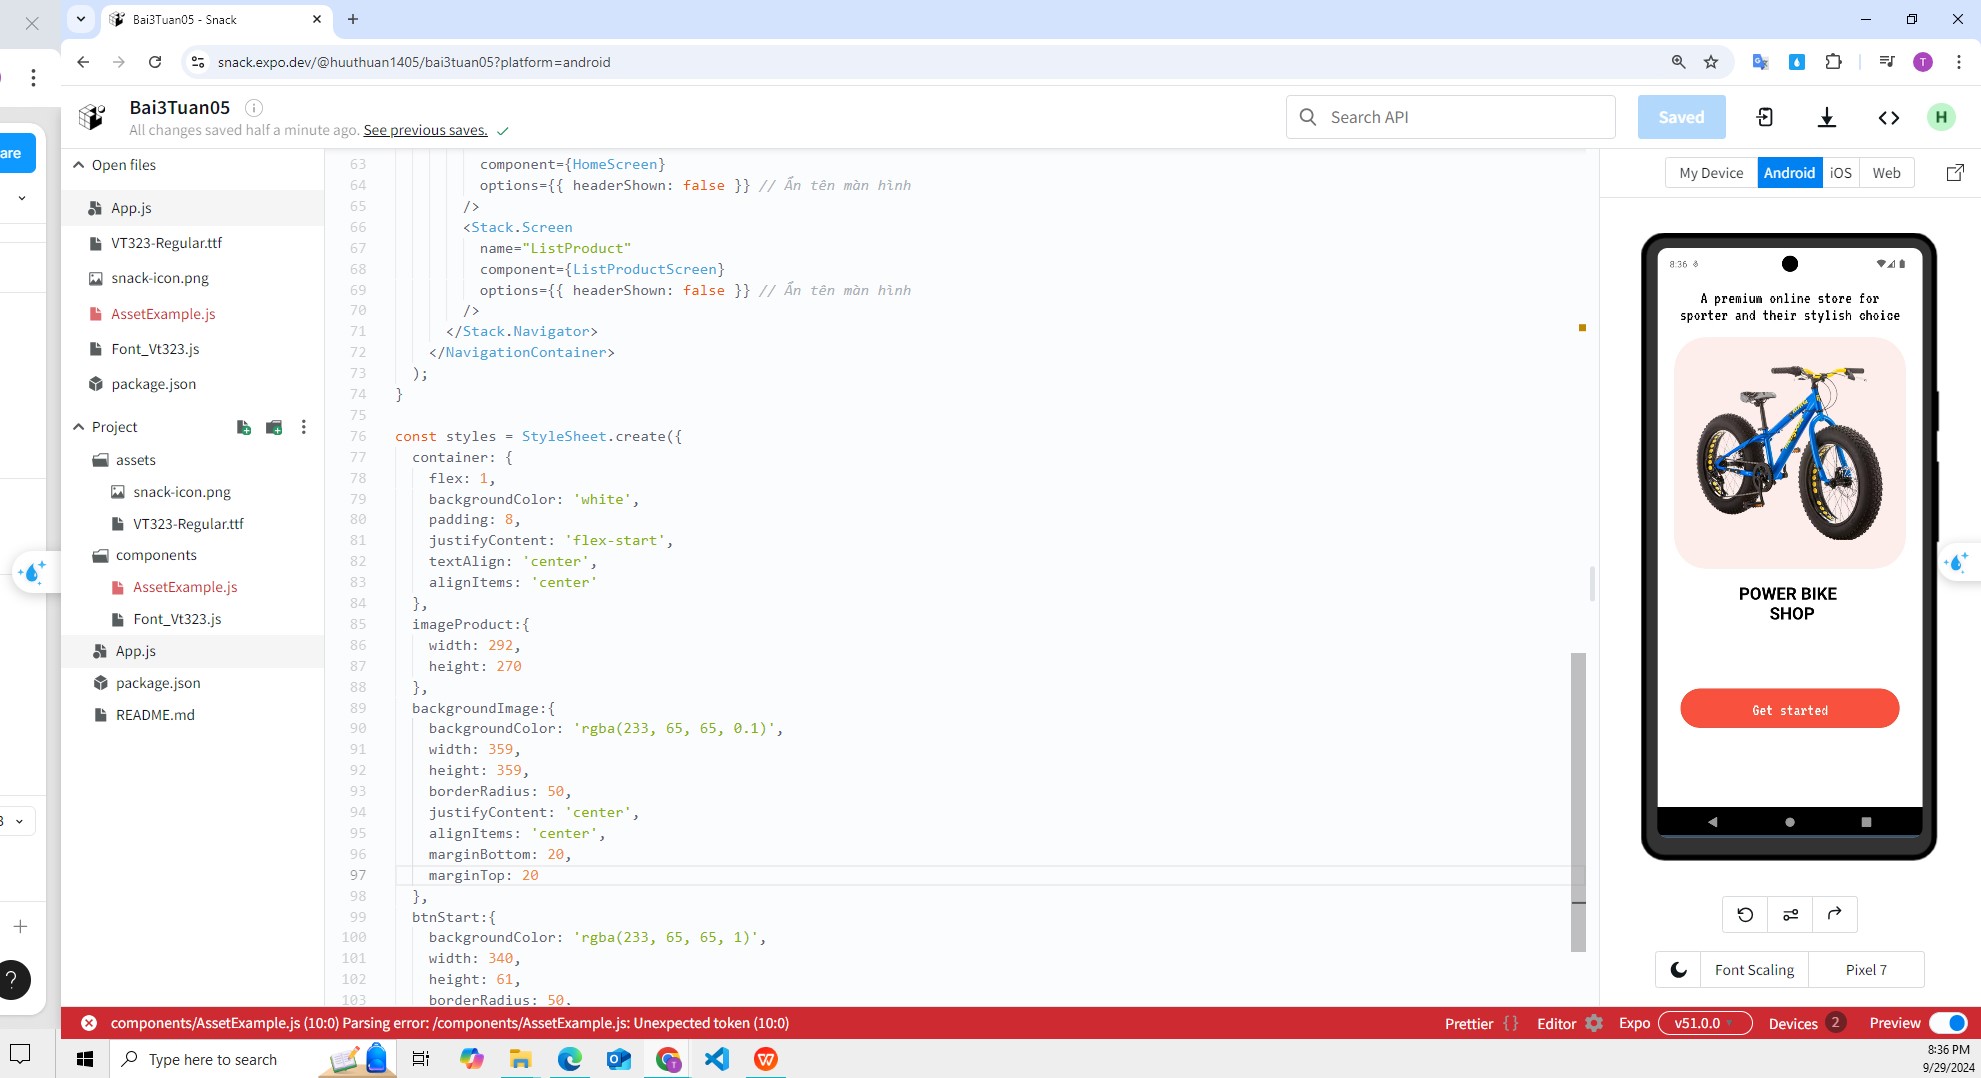 Bai3Tuan05 - Snack
snack.expo.dev/@huuthuan1405/bai3tuan05?platform=android
T
are
Bai3Tuan05
All changes saved half a minute ago. See previous saves.
Search API
Saved
H
Open files
App.js
VT323-Regular.ttf
snack-icon.png
AssetExample.js
Font_Vt323.js
package.json
Project
assets
snack-icon.png
VT323-Regular.ttf
components
AssetExample.js
Font_Vt323.js
App.js
package.json
README.md
63 component={HomeScreen}
64 options={{ headerShown: false }} // Ẩn tên màn hình
65 />
66 <Stack.Screen
67 name="ListProduct"
68 component={ListProductScreen}
69 options={{ headerShown: false }} // Ẩn tên màn hình
70 />
71 </Stack.Navigator>
72 </NavigationContainer>
73 );
74 }
75
76 const styles = StyleSheet.create({
77 container: {
78 flex: 1,
79 backgroundColor: 'white',
80 padding: 8,
81 justifyContent: 'flex-start',
82 textAlign: 'center',
83 alignItems: 'center'
84 },
85 imageProduct:{
86 width: 292,
87 height: 270
88 },
89 backgroundImage:{
90 backgroundColor: 'rgba(233, 65, 65, 0.1)',
91 width: 359,
92 height: 359,
93 borderRadius: 50,
94 justifyContent: 'center',
95 alignItems: 'center',
96 marginBottom: 20,
97 marginTop: 20
98 },
99 btnStart:{
100 backgroundColor: 'rgba(233, 65, 65, 1)',
101 width: 340,
102 height: 61,
103 borderRadius: 50,
My Device Android iOS Web
8:36
A premium online store for
sporter and their stylish choice
POWER BIKE
SHOP
Get started
Font Scaling Pixel 7
components/AssetExample.js (10:0) Parsing error: /components/AssetExample.js: Unexpected token (10:0)
Prettier {} Editor Expo v51.0.0 Devices 2 Preview
Type here to search
8:36 PM
9/29/2024